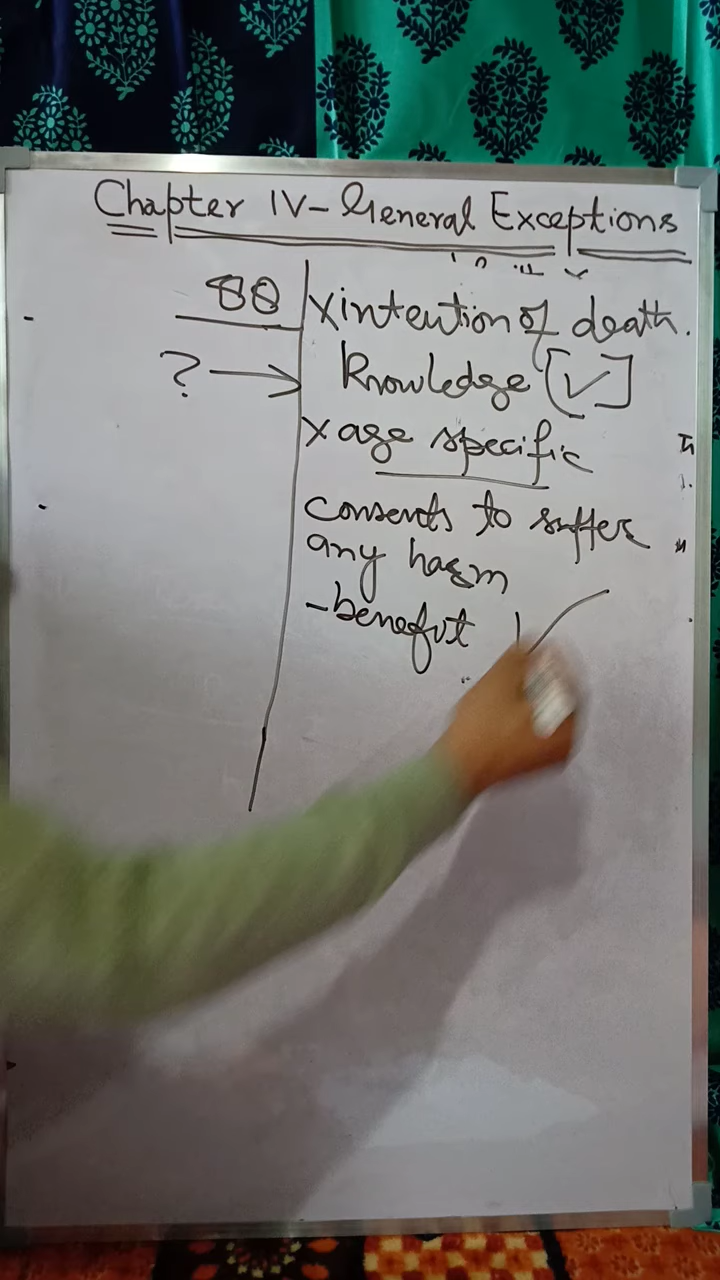 Chapter IV - General Exceptions
88
x intention of death.
? → knowledge [✓]
x age specific
consents to suffer
any harm
- benefit